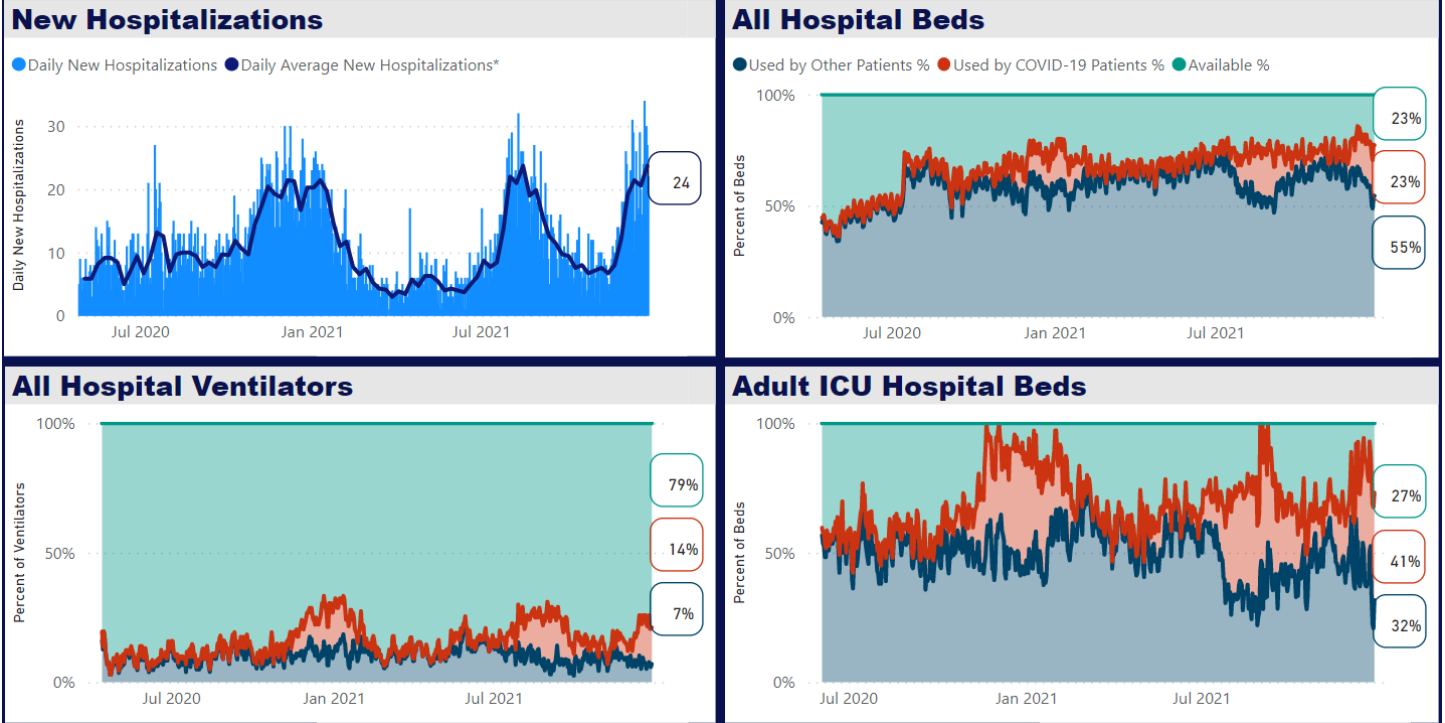 New Hospitalizations
Daily New Hospitalizations Daily Average New Hospitalizations*
Daily New Hospitalizations
30
20
10
0
24
Jul 2020 Jan 2021 Jul 2021
All Hospital Beds
Used by Other Patients % Used by COVID-19 Patients % Available %
Percent of Beds
100%
50%
0%
23%
23%
55%
Jul 2020 Jan 2021 Jul 2021
All Hospital Ventilators
Percent of Ventilators
100%
50%
0%
79%
14%
7%
Jul 2020 Jan 2021 Jul 2021
Adult ICU Hospital Beds
Percent of Beds
100%
50%
0%
27%
41%
32%
Jul 2020 Jan 2021 Jul 2021